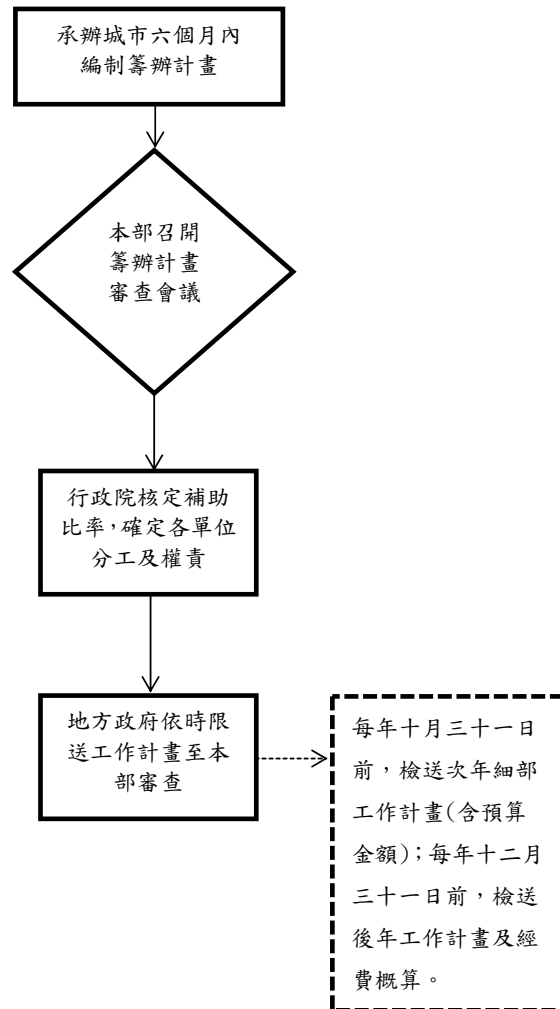 承辦城市六個月內
編制籌辦計畫
本部召開
籌辦計畫
審查會議
行政院核定補助
比率，確定各單位
分工及權責
地方政府依時限
送工作計畫至本
部審查
每年十月三十一日
前，檢送次年細部
工作計畫(含預算
金額)；每年十二月
三十一日前，檢送
後年工作計畫及經
費概算。